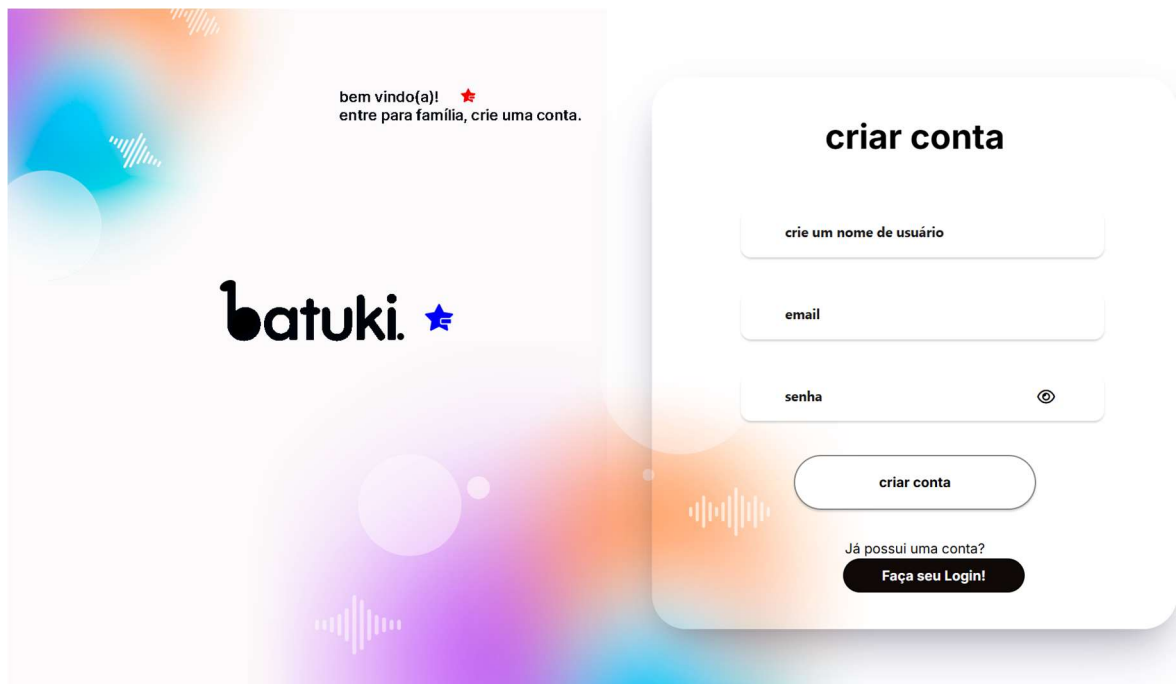 bem vindo(a)!
entre para família, crie uma conta.
batuki.
criar conta
crie um nome de usuário
email
senha
criar conta
Já possui uma conta?
Faça seu Login!